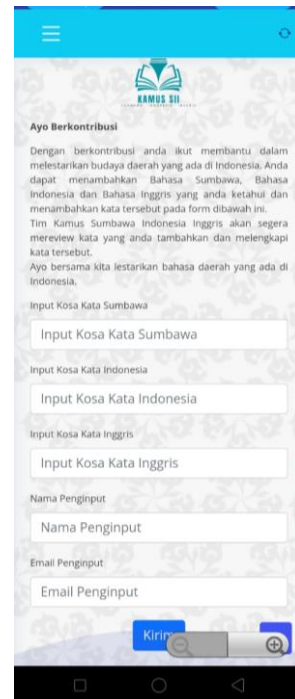 KAMUS SII
Ayo Berkontribusi
Dengan berkontribusi anda ikut membantu dalam
melestarikan budaya daerah yang ada di Indonesia. Anda
dapat menambahkan Bahasa Sumbawa, Bahasa
Indonesia dan Bahasa Inggris yang anda ketahui dan
menambahkan kata tersebut pada form dibawah ini.
Tim Kamus Sumbawa Indonesia Inggris akan segera
mereview kata yang anda tambahkan dan melengkapi
kata tersebut.
Ayo bersama kita lestarikan bahasa daerah yang ada di
Indonesia.
Input Kosa Kata Sumbawa
Input Kosa Kata Sumbawa
Input Kosa Kata Indonesia
Input Kosa Kata Indonesia
Input Kosa Kata Inggris
Input Kosa Kata Inggris
Nama Penginput
Nama Penginput
Email Penginput
Email Penginput